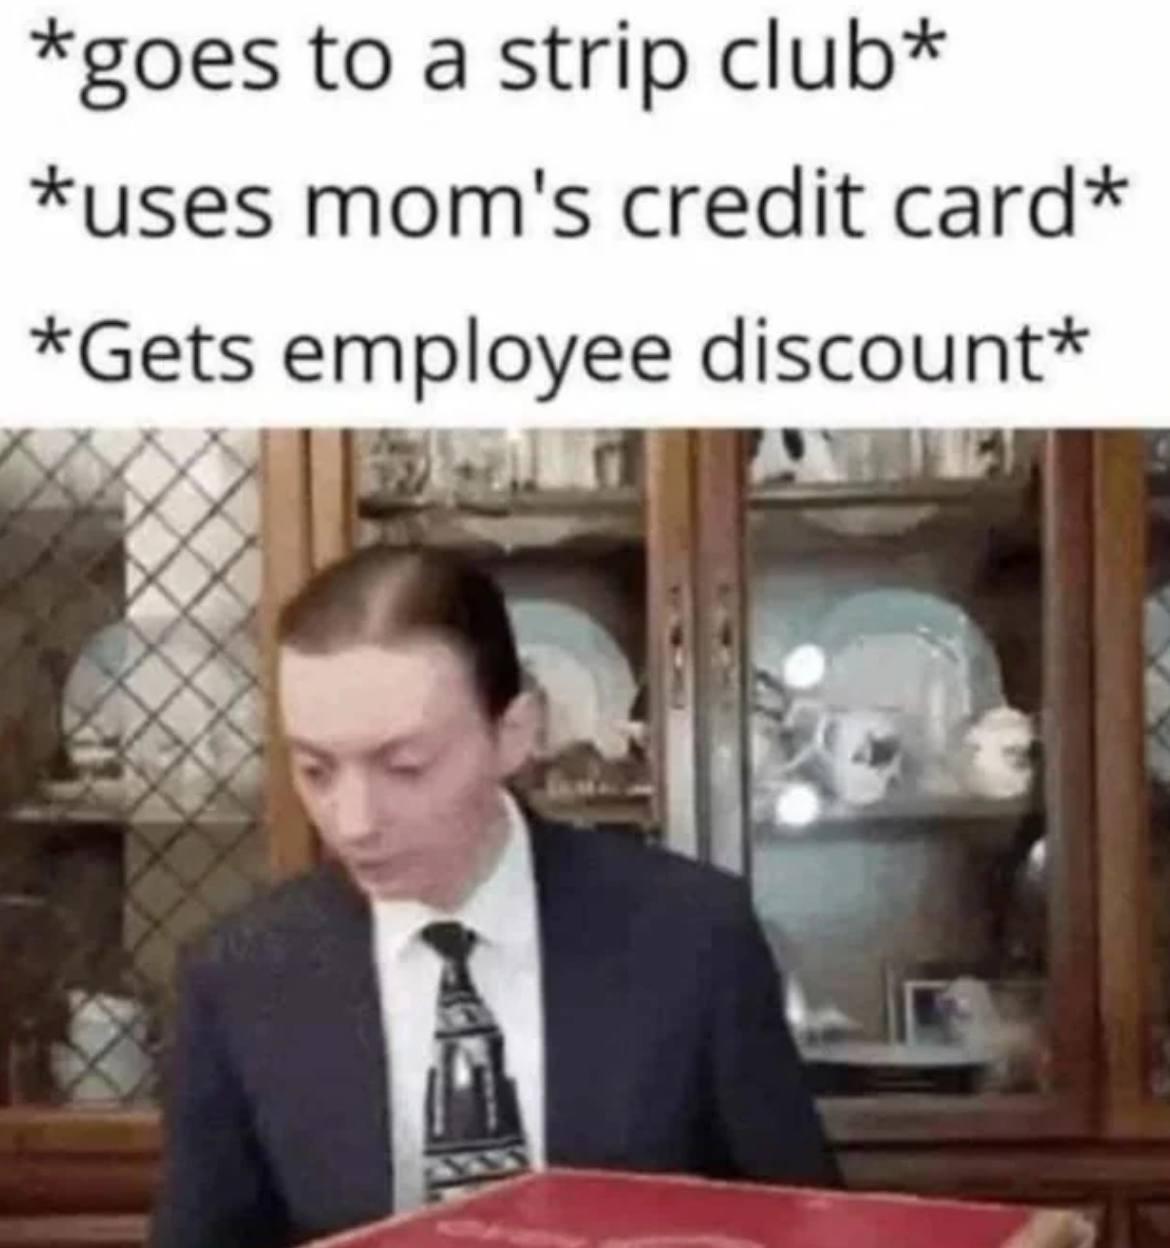 *goes to a strip club*
*uses mom's credit card*
*Gets employee discount*